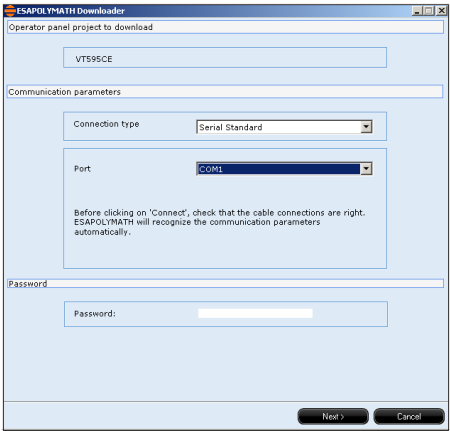 ESAPOLYMATH Downloader
Operator panel project to download
VT595CE
Communication parameters
Connection type
Serial Standard
Port
COM1
Before clicking on 'Connect', check that the cable connections are right.
ESAPOLYMATH will recognize the communication parameters
automatically.
Password
Password:
Next >
Cancel